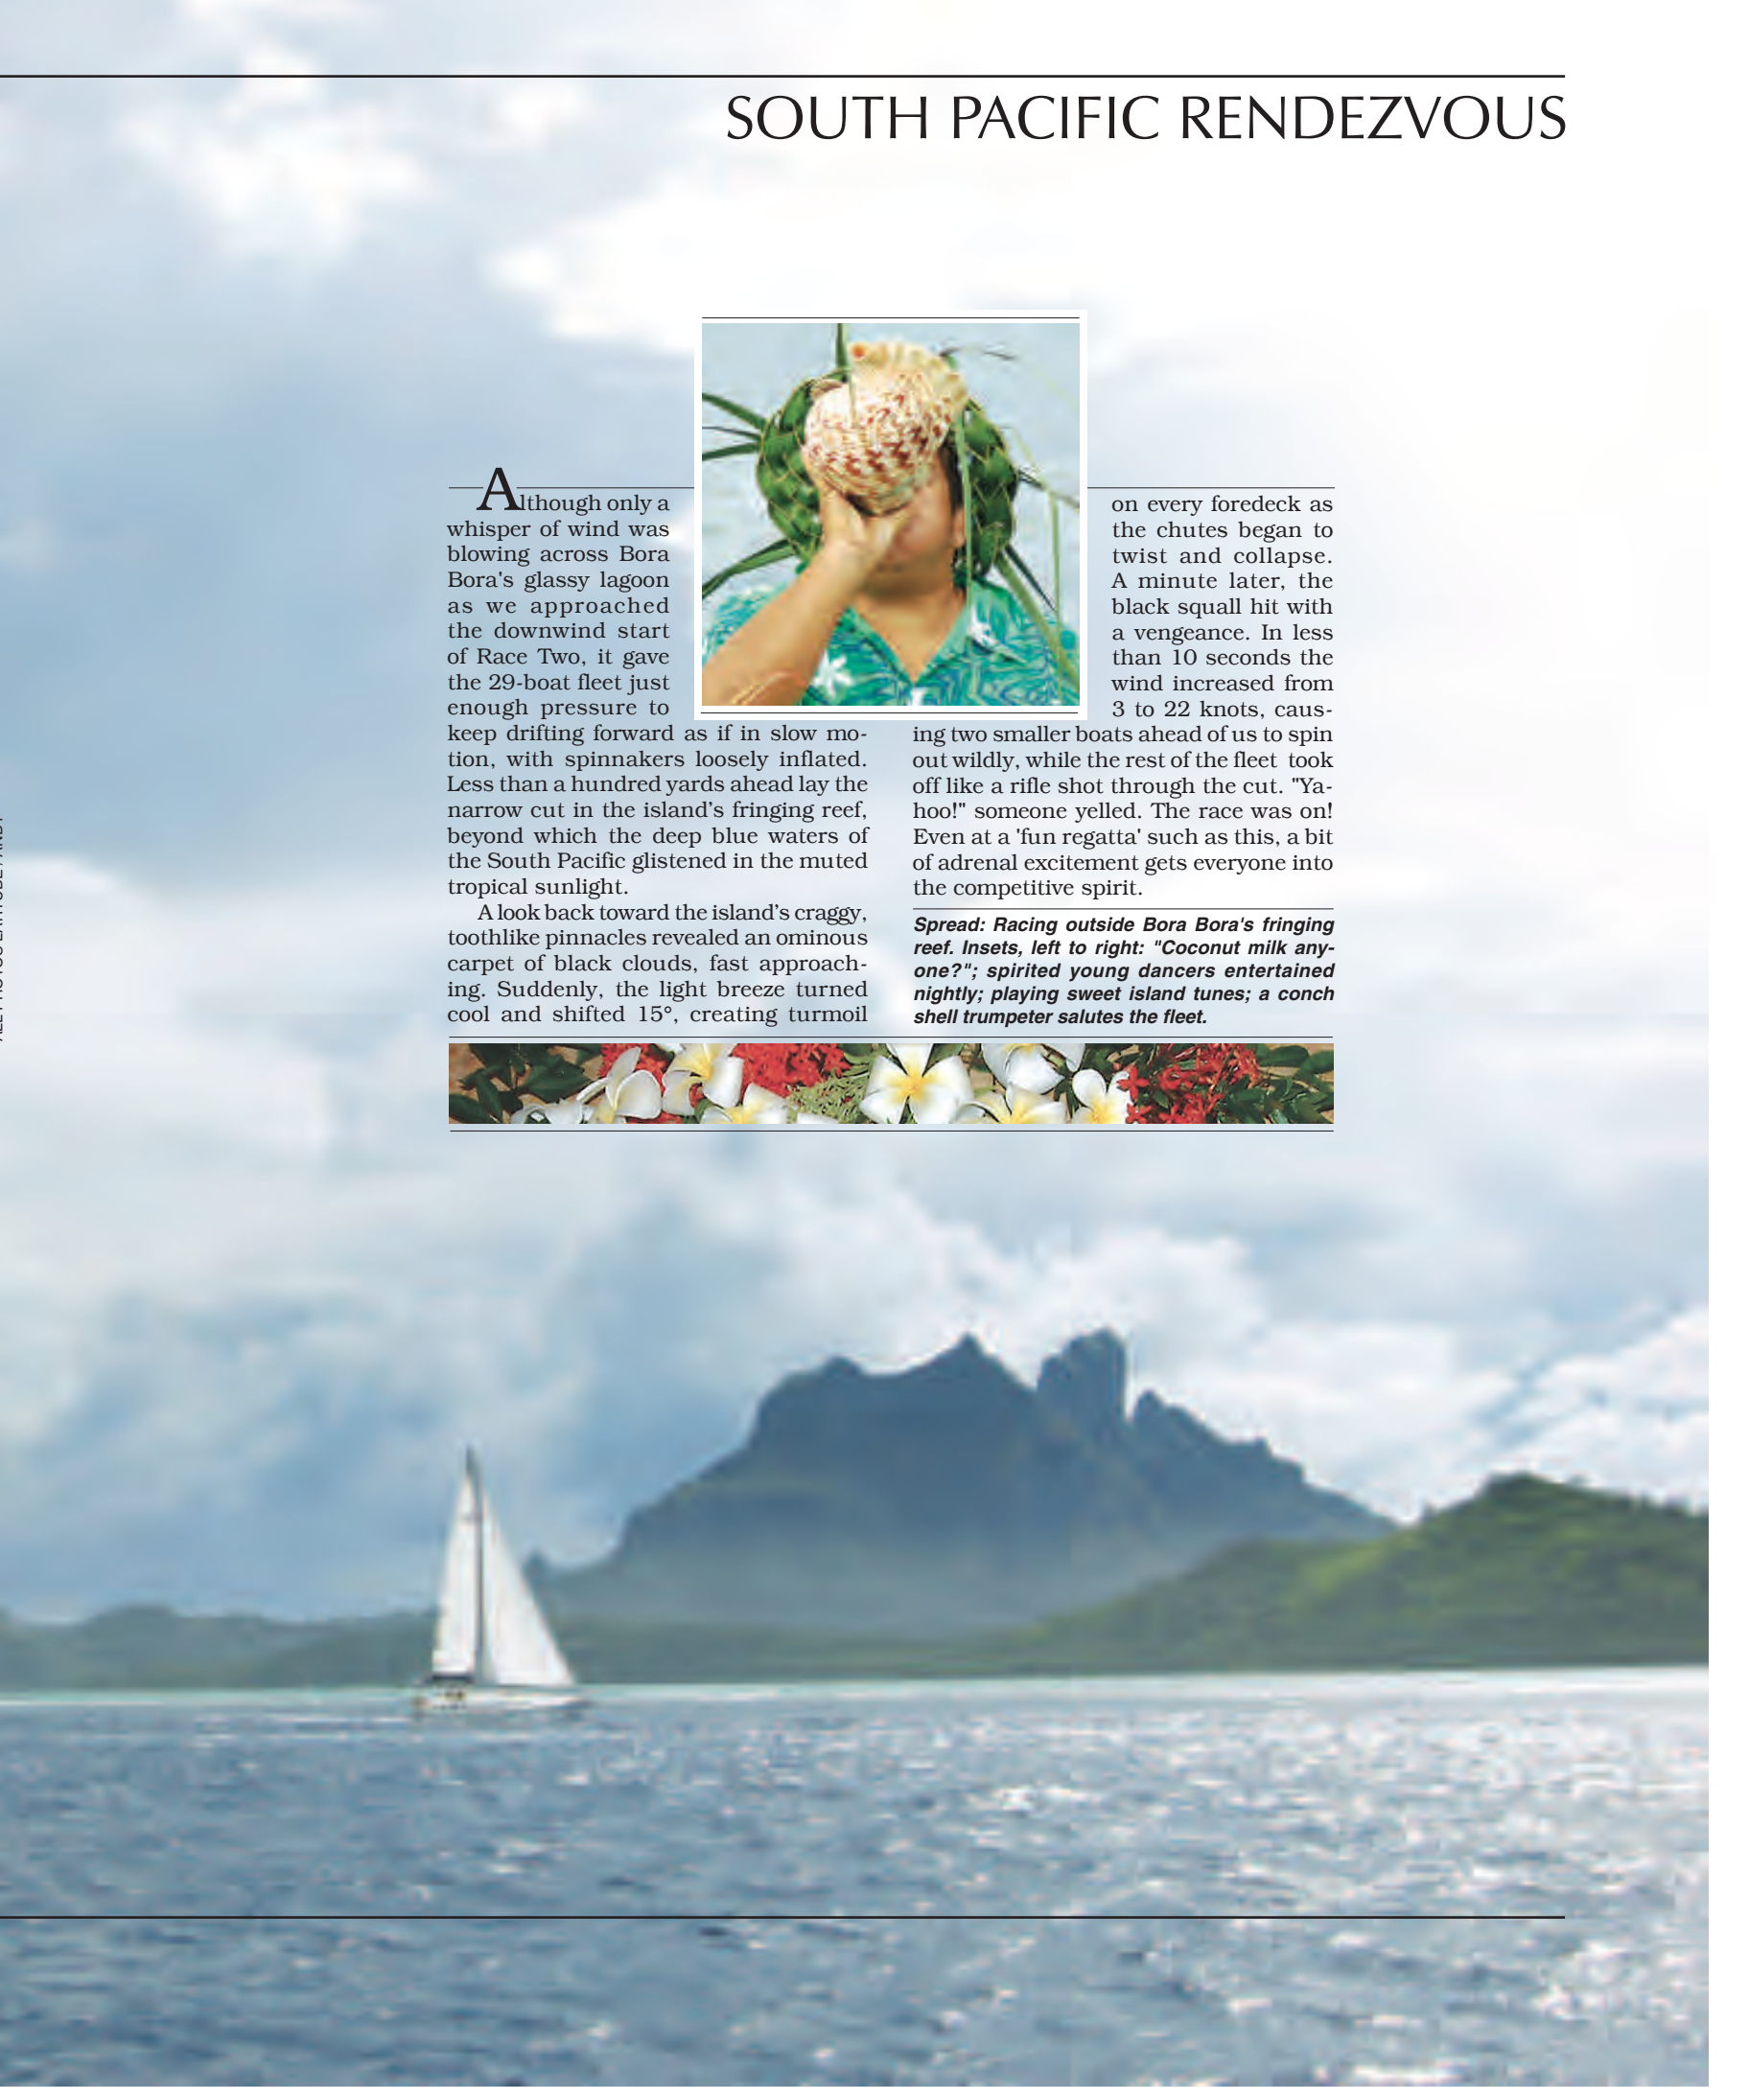 SOUTH PACIFIC RENDEZVOUS
Although only a
whisper of wind was
blowing across Bora
Bora's glassy lagoon
as we approached
the downwind start
of Race Two, it gave
the 29-boat fleet just
enough pressure to
keep drifting forward as if in slow mo-
tion, with spinnakers loosely inflated.
Less than a hundred yards ahead lay the
narrow cut in the island’s fringing reef,
beyond which the deep blue waters of
the South Pacific glistened in the muted
tropical sunlight.
A look back toward the island’s craggy,
toothlike pinnacles revealed an ominous
carpet of black clouds, fast approach-
ing. Suddenly, the light breeze turned
cool and shifted 15°, creating turmoil
on every foredeck as
the chutes began to
twist and collapse.
A minute later, the
black squall hit with
a vengeance. In less
than 10 seconds the
wind increased from
3 to 22 knots, caus-
ing two smaller boats ahead of us to spin
out wildly, while the rest of the fleet took
off like a rifle shot through the cut. "Ya-
hoo!" someone yelled. The race was on!
Even at a 'fun regatta' such as this, a bit
of adrenal excitement gets everyone into
the competitive spirit.
Spread: Racing outside Bora Bora's fringing
reef. Insets, left to right: "Coconut milk any-
one?"; spirited young dancers entertained
nightly; playing sweet island tunes; a conch
shell trumpeter salutes the fleet.